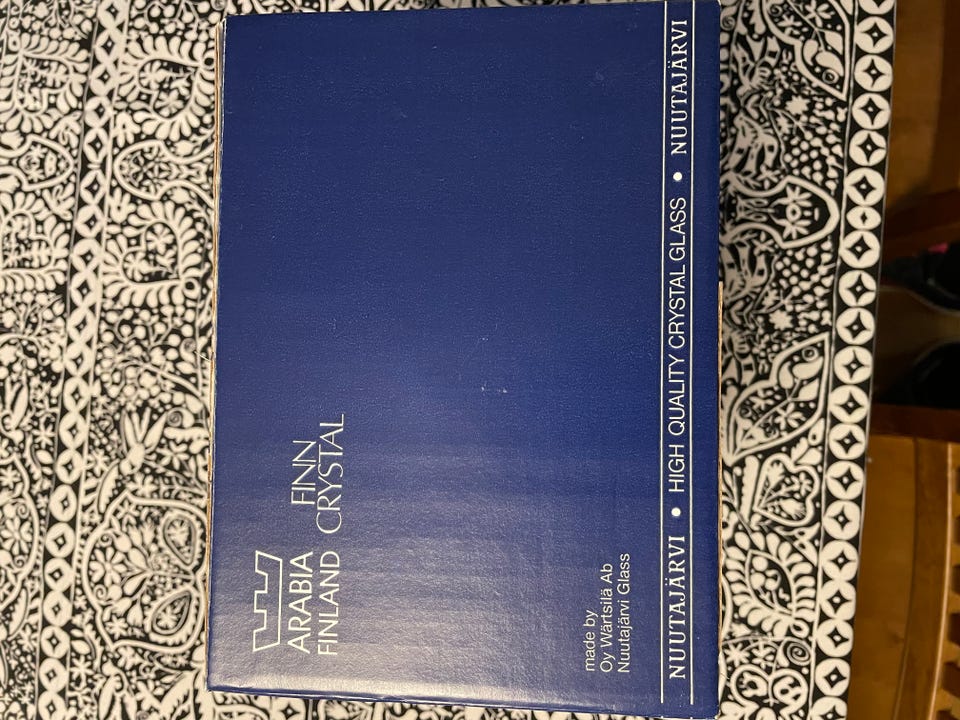 ARABIA
FINLAND
FINN
CRYSTAL
made by
Oy Wärtsilä Ab
Nuutajärvi Glass
NUUTAJÄRVI • HIGH QUALITY CRYSTAL GLASS • NUUTAJÄRVI